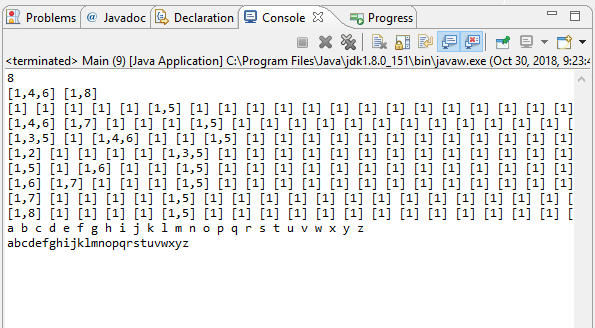 Problems @ Javadoc Declaration Console Progress
<terminated> Main (9) [Java Application] C:\Program Files\Java\jdk1.8.0_151\bin\javaw.exe (Oct 30, 2018, 9:23:4
8
[1,4,6] [1,8]
[1] [1] [1] [1] [1] [1,5] [1] [1] [1] [1] [1] [1] [1] [1] [1] [1] [1] [1] [1] [1]
[1,4,6] [1,7] [1] [1] [1] [1,5] [1] [1] [1] [1] [1] [1] [1] [1] [1] [1] [1] [1] [
[1,3,5] [1] [1,4,6] [1] [1] [1,5] [1] [1] [1] [1] [1] [1] [1] [1] [1] [1] [1] [1]
[1,2] [1] [1] [1] [1] [1,3,5] [1] [1] [1] [1] [1] [1] [1] [1] [1] [1] [1] [1] [1]
[1,5] [1] [1,6] [1] [1] [1,5] [1] [1] [1] [1] [1] [1] [1] [1] [1] [1] [1] [1] [1]
[1,6] [1,7] [1] [1] [1] [1,5] [1] [1] [1] [1] [1] [1] [1] [1] [1] [1] [1] [1] [1]
[1,7] [1] [1] [1] [1] [1,5] [1] [1] [1] [1] [1] [1] [1] [1] [1] [1] [1] [1] [1] [
[1,8] [1] [1] [1] [1] [1,5] [1] [1] [1] [1] [1] [1] [1] [1] [1] [1] [1] [1] [1] [
a b c d e f g h i j k l m n o p q r s t u v w x y z
abcdefghijklmnopqrstuvwxyz